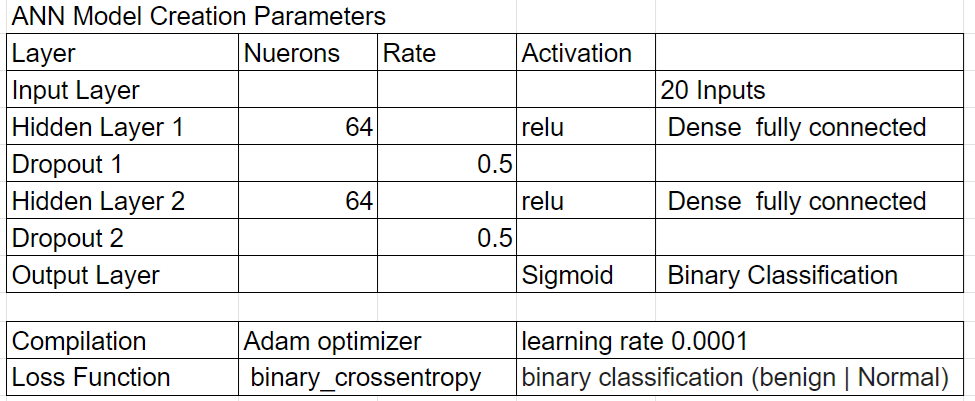 ANN Model Creation Parameters
Layer Nuerons Rate Activation
Input Layer 20 Inputs
Hidden Layer 1 64 relu Dense fully connected
Dropout 1 0.5
Hidden Layer 2 64 relu Dense fully connected
Dropout 2 0.5
Output Layer Sigmoid Binary Classification
Compilation Adam optimizer learning rate 0.0001
Loss Function binary_crossentropy binary classification (benign | Normal)